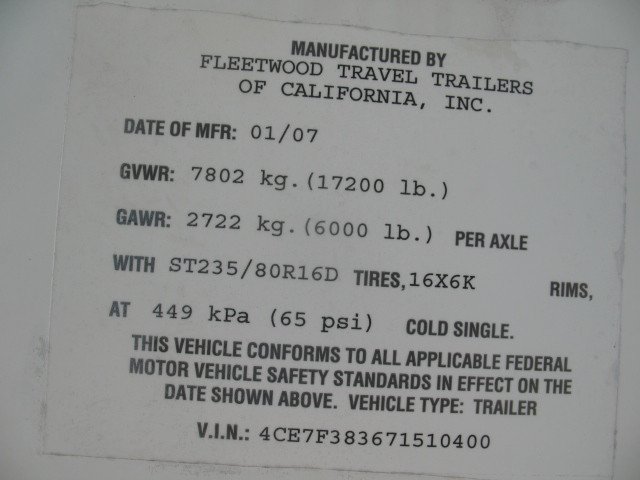 MANUFACTURED BY
FLEETWOOD TRAVEL TRAILERS
OF CALIFORNIA, INC.
DATE OF MFR: 01/07
GVWR: 7802 kg.(17200 lb.)
GAWR: 2722 kg.(6000 lb.) PER AXLE
WITH ST235/80R16D TIRES,16X6K RIMS,
AT 449 kPa (65 psi) COLD SINGLE.
THIS VEHICLE CONFORMS TO ALL APPLICABLE FEDERAL
MOTOR VEHICLE SAFETY STANDARDS IN EFFECT ON THE
DATE SHOWN ABOVE. VEHICLE TYPE: TRAILER
V.I.N.: 4CE7F383671510400